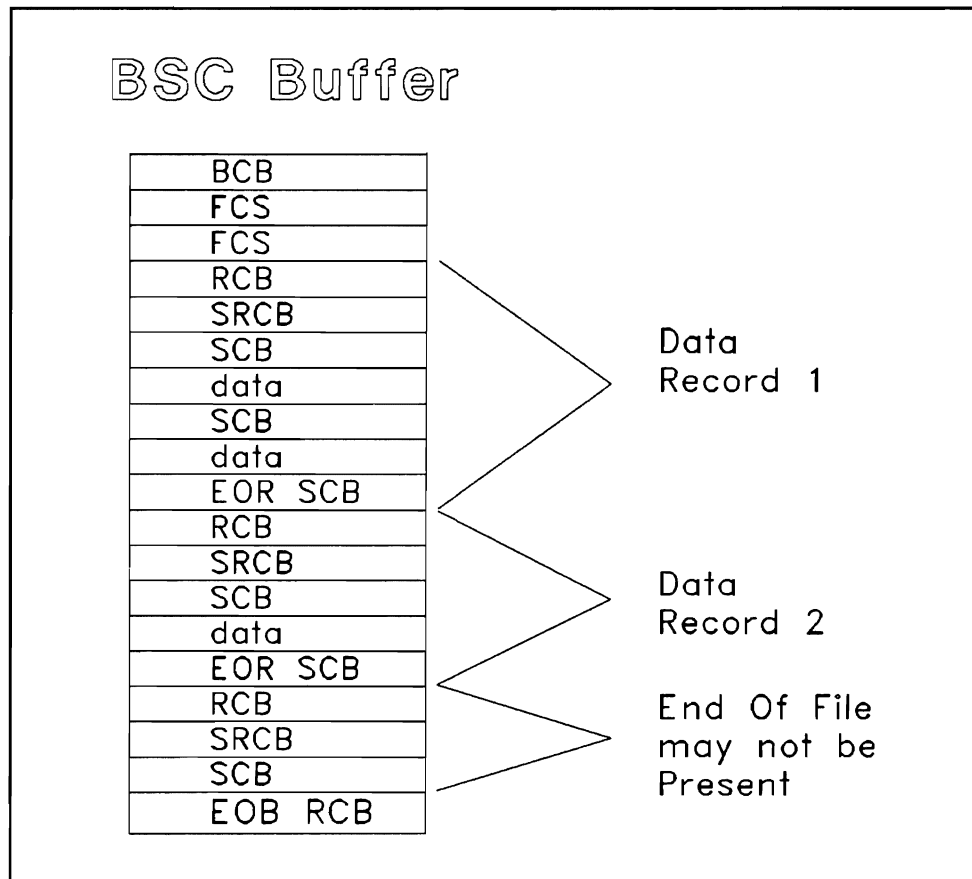 BSC Buffer
BCB
FCS
FCS
RCB
SRCB
SCB
data
SCB
data
EOR SCB
RCB
SRCB
SCB
data
EOR SCB
RCB
SRCB
SCB
EOB RCB
Data
Record 1
Data
Record 2
End Of File
may not be
Present